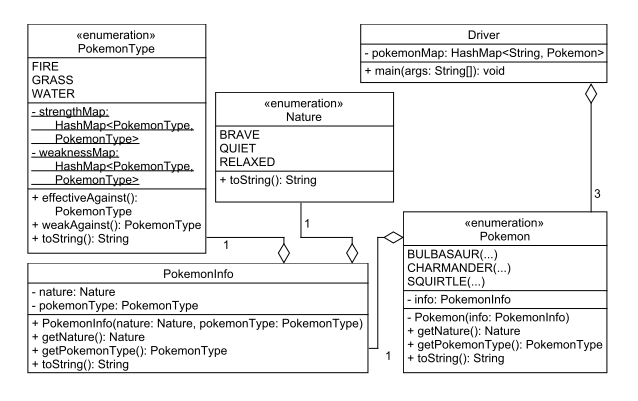 «enumeration»
PokemonType
FIRE
GRASS
WATER
- strengthMap:
HashMap<PokemonType,
PokemonType>
- weaknessMap:
HashMap<PokemonType,
PokemonType>
+ effectiveAgainst():
PokemonType
+ weakAgainst(): PokemonType
+ toString(): String
1
«enumeration»
Nature
BRAVE
QUIET
RELAXED
+ toString(): String
1
Driver
- pokemonMap: HashMap<String, Pokemon>
+ main(args: String[]): void
3
«enumeration»
Pokemon
BULBASAUR(...)
CHARMANDER(...)
SQUIRTLE(...)
- info: PokemonInfo
- Pokemon(info: PokemonInfo)
+ getNature(): Nature
+ getPokemonType(): PokemonType
+ toString(): String
PokemonInfo
- nature: Nature
- pokemonType: PokemonType
+ PokemonInfo(nature: Nature, pokemonType: PokemonType)
+ getNature(): Nature
+ getPokemonType(): PokemonType
+ toString(): String
1